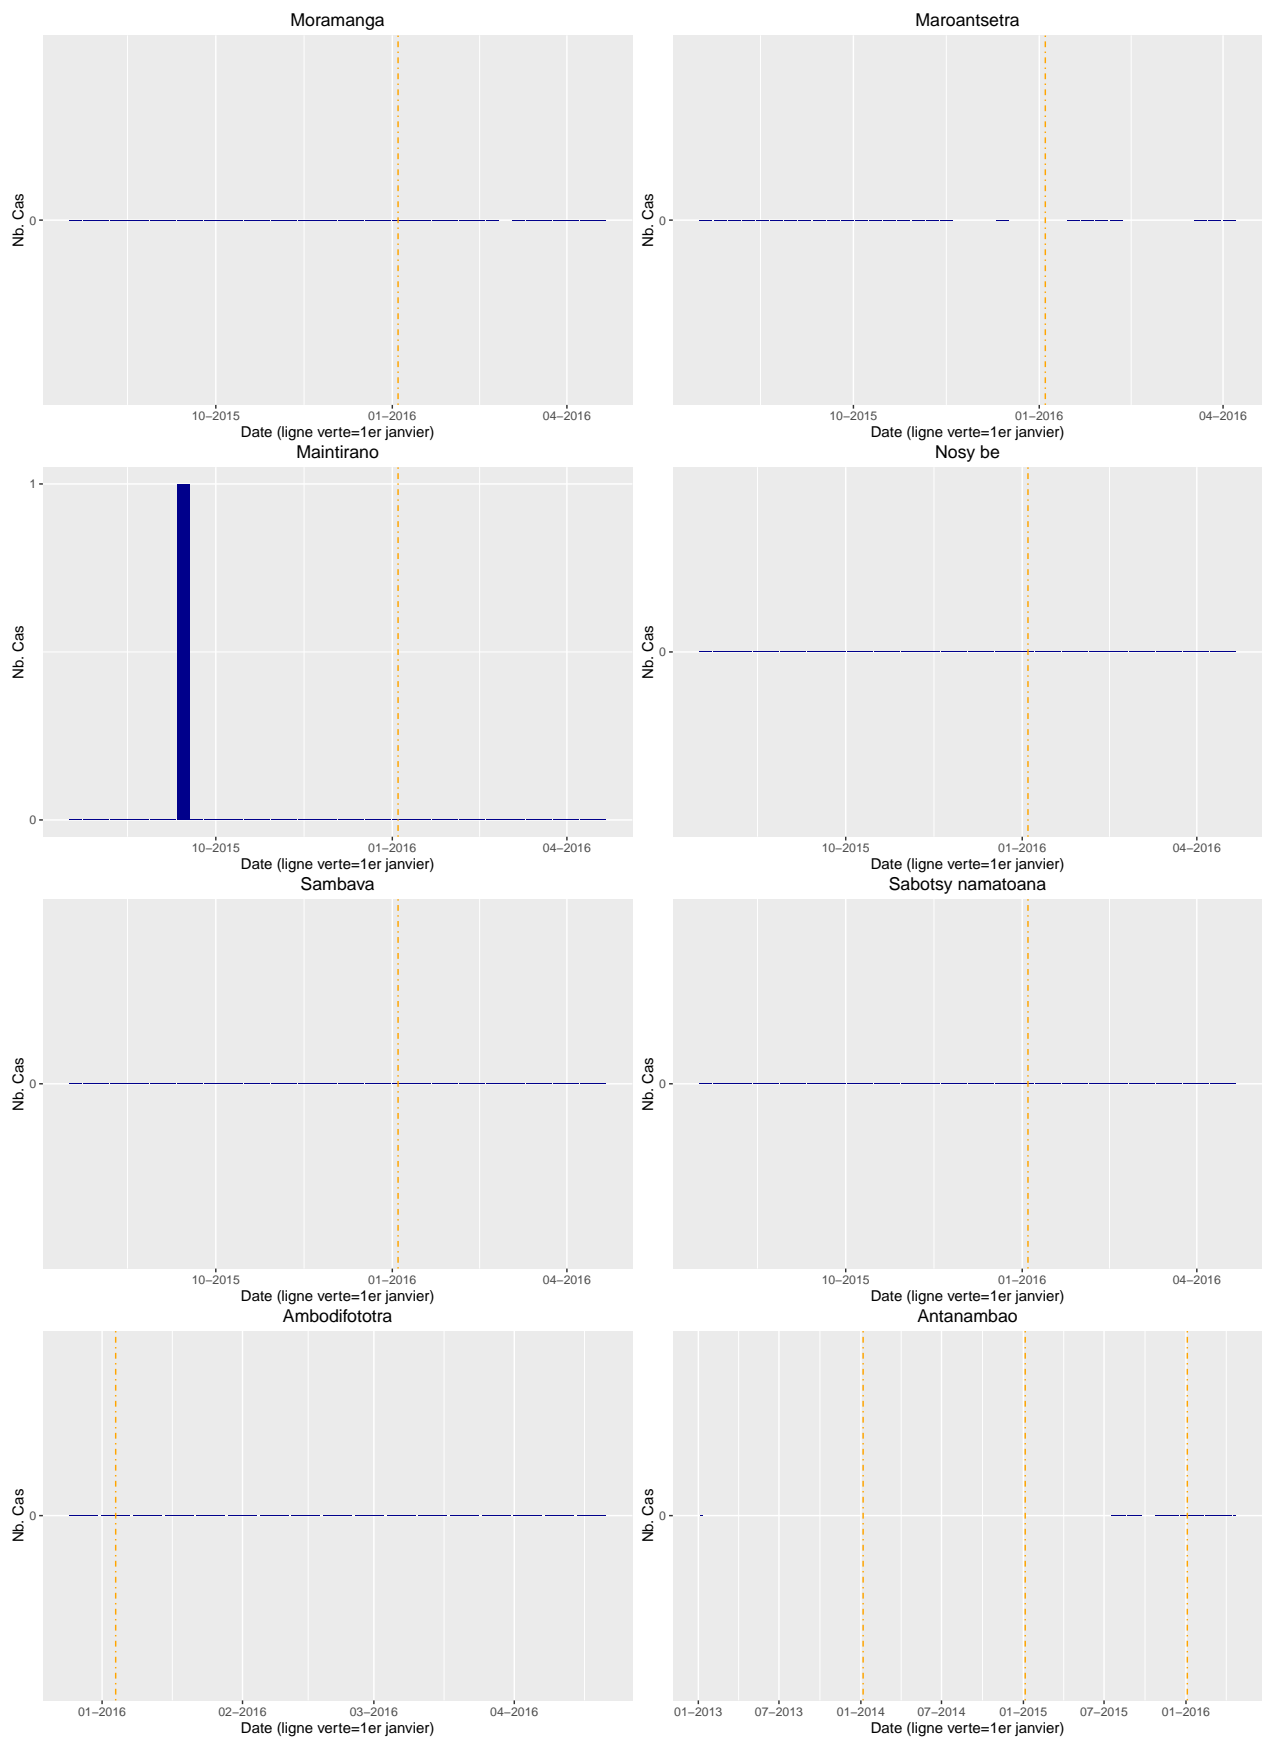 Moramanga
Nb. Cas
0
10–2015 01–2016 04–2016
Date (ligne verte=1er janvier)
Maroantsetra
Nb. Cas
0
10–2015 01–2016 04–2016
Date (ligne verte=1er janvier)
Maintirano
Nb. Cas
1
0
10–2015 01–2016 04–2016
Date (ligne verte=1er janvier)
Nosy be
Nb. Cas
0
10–2015 01–2016 04–2016
Date (ligne verte=1er janvier)
Sambava
Nb. Cas
0
10–2015 01–2016 04–2016
Date (ligne verte=1er janvier)
Sabotsy namatoana
Nb. Cas
0
10–2015 01–2016 04–2016
Date (ligne verte=1er janvier)
Ambodifototra
Nb. Cas
0
01–2016 02–2016 03–2016 04–2016
Date (ligne verte=1er janvier)
Antanambao
Nb. Cas
0
01–2013 07–2013 01–2014 07–2014 01–2015 07–2015 01–2016
Date (ligne verte=1er janvier)